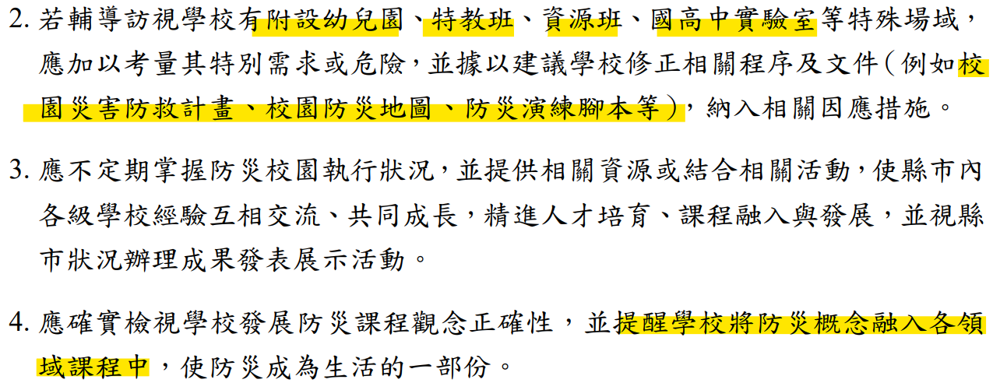 2. 若輔導訪視學校有附設幼兒園、特教班、資源班、國高中實驗室等特殊場域，
應加以考量其特別需求或危險，並據以建議學校修正相關程序及文件(例如校
園災害防救計畫、校園防災地圖、防災演練腳本等)，納入相關因應措施。
3. 應不定期掌握防災校園執行狀況，並提供相關資源或結合相關活動，使縣市內
各級學校經驗互相交流、共同成長，精進人才培育、課程融入與發展，並視縣
市狀況辦理成果發表展示活動。
4. 應確實檢視學校發展防災課程觀念正確性，並提醒學校將防災概念融入各領
域課程中，使防災成為生活的一部份。